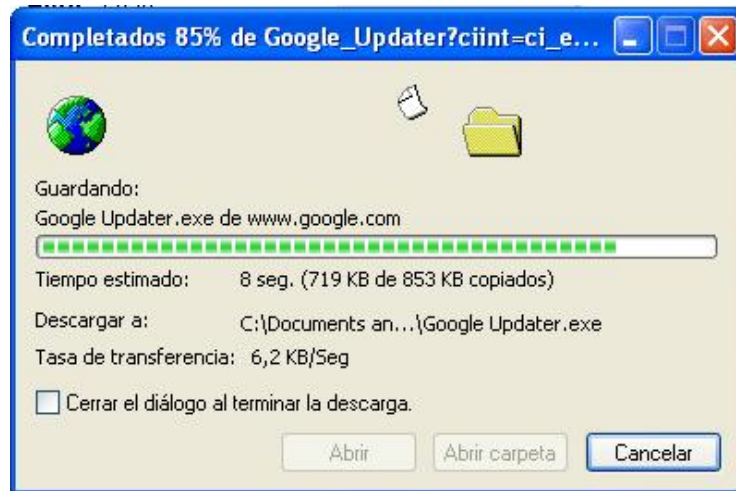 Completados 85% de Google_Updater?ciint=ci_e...
Guardando:
Google Updater.exe de www.google.com
Tiempo estimado: 8 seg. (719 KB de 853 KB copiados)
Descargar a: C:\Documents an...\Google Updater.exe
Tasa de transferencia: 6,2 KB/Seg
Cerrar el diálogo al terminar la descarga.
Abrir Abrir carpeta Cancelar